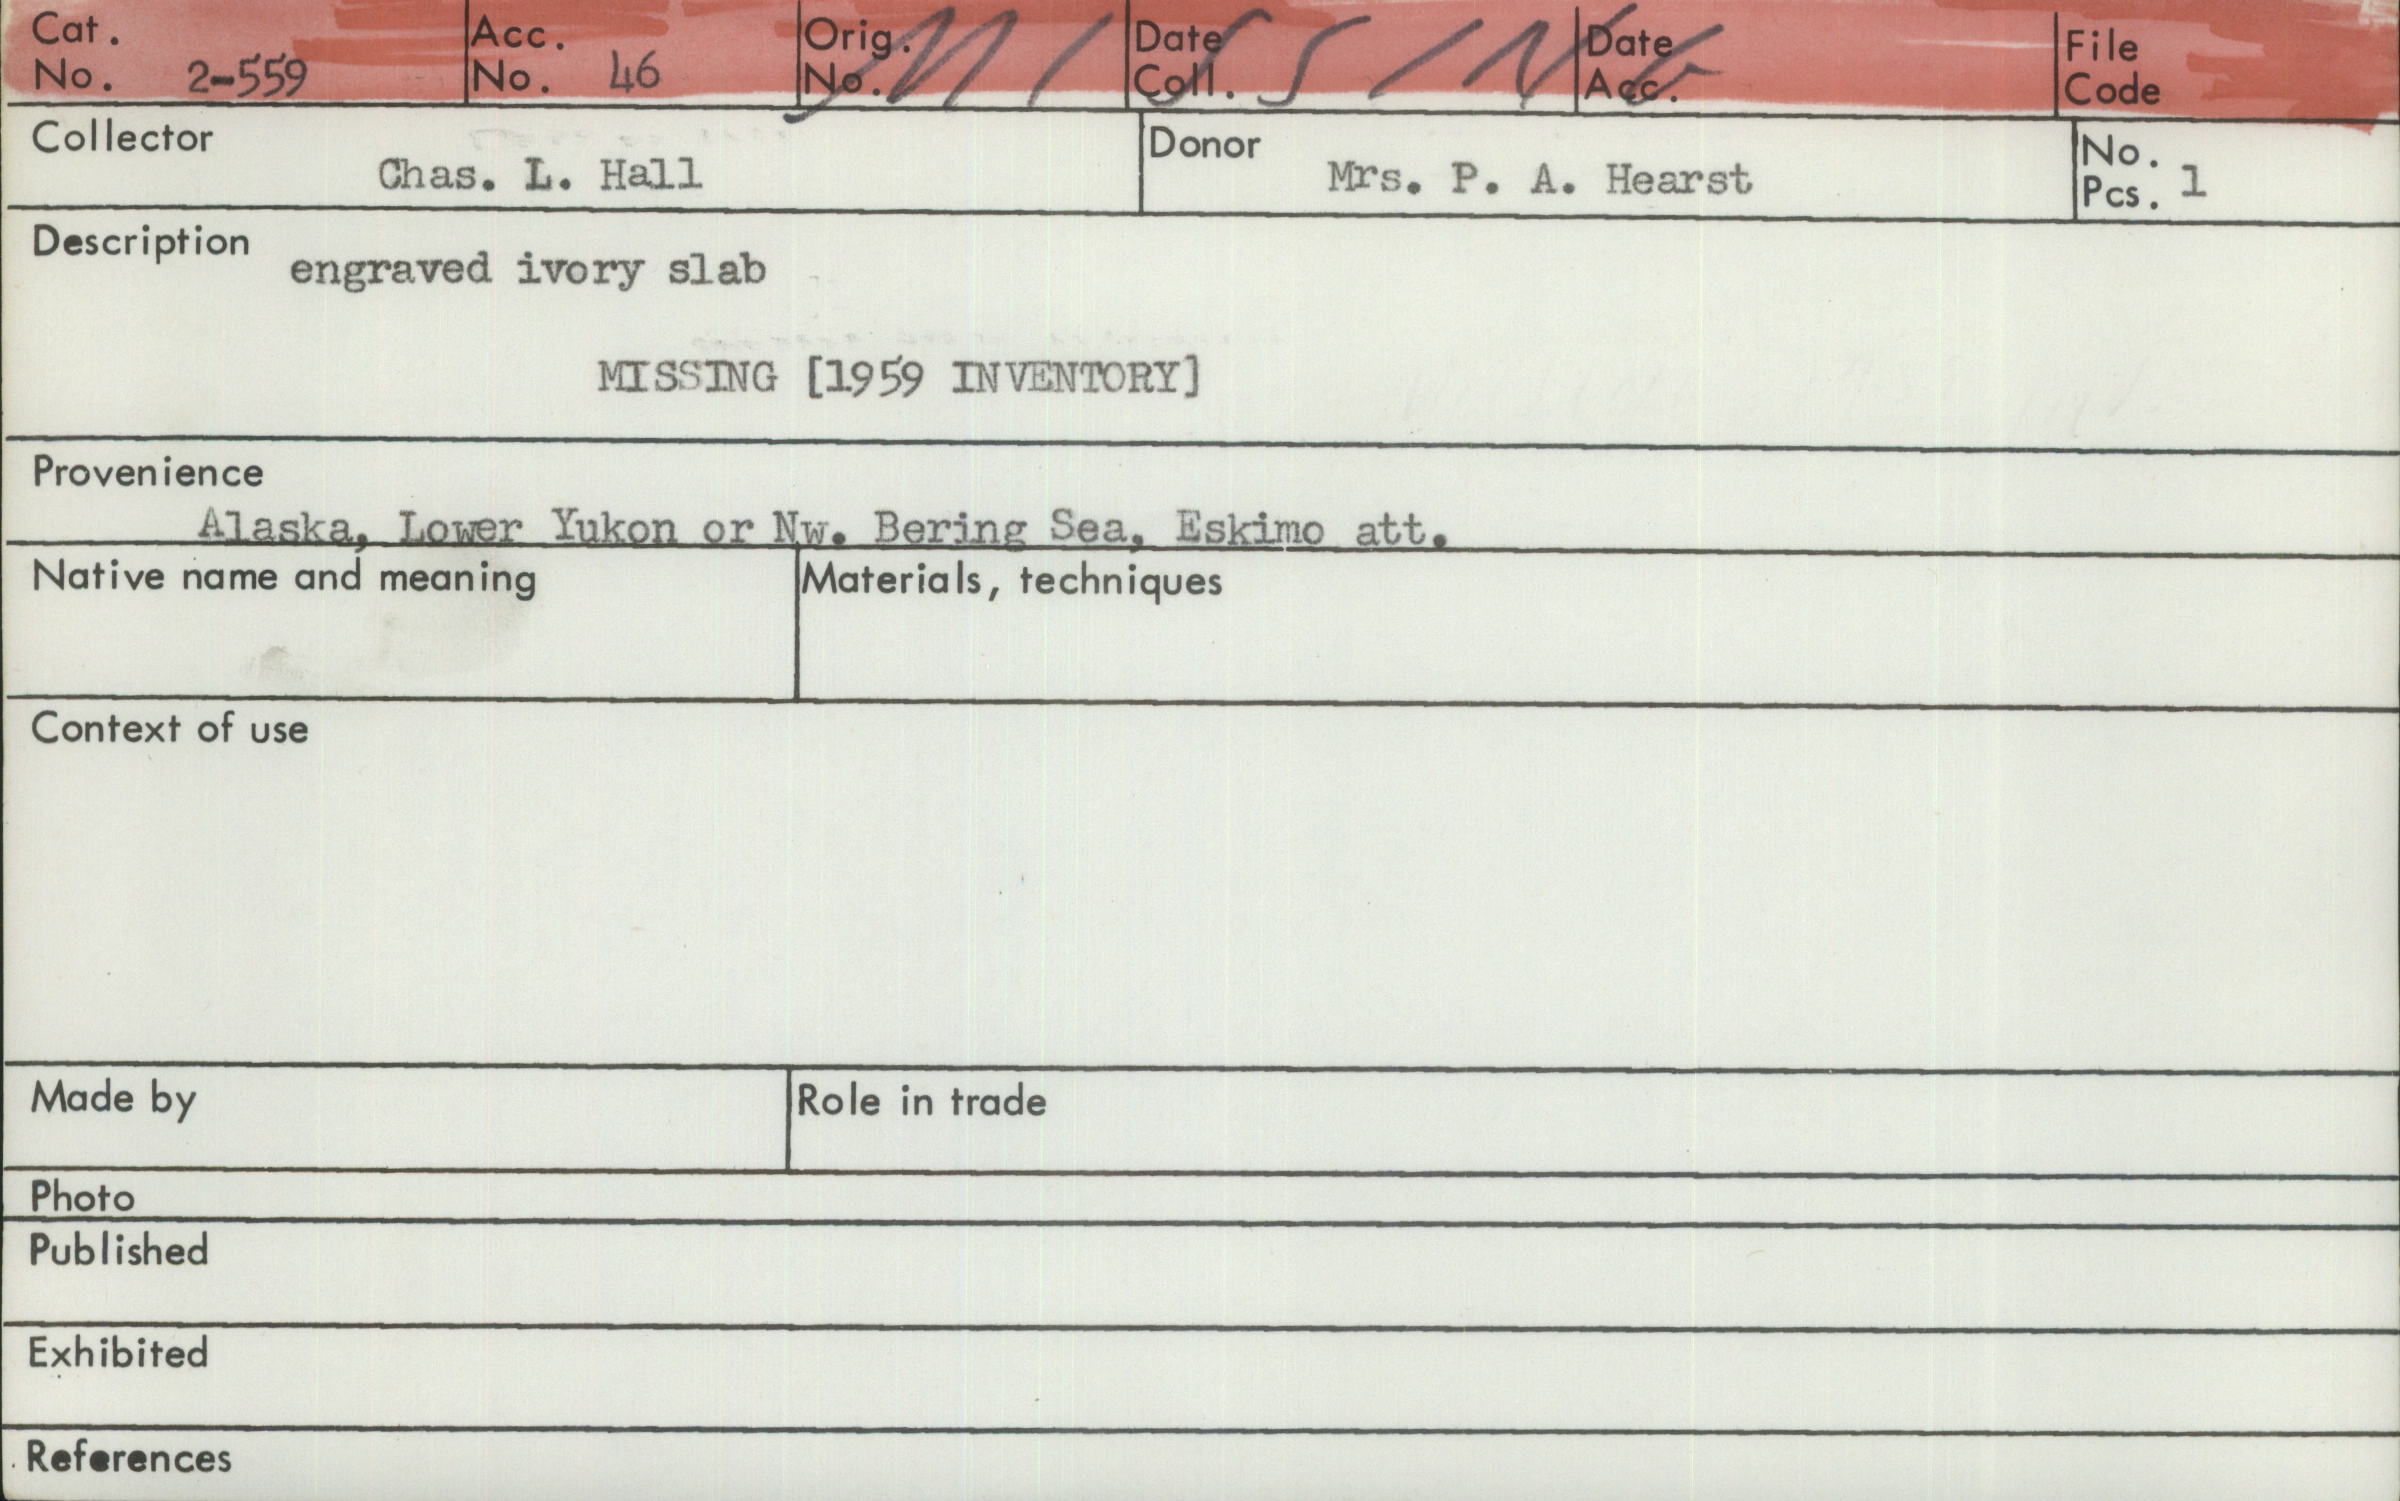 Cat. No. 2-559
Acc. No. 46
Orig. No.
Date Coll.
Date Acc.
File Code
MISSING
Collector
Chas. L. Hall
Donor
Mrs. P. A. Hearst
No. Pcs. 1
Description
engraved ivory slab
MISSING [1959 INVENTORY]
Provenience
Alaska, Lower Yukon or Nw. Bering Sea, Eskimo att.
Native name and meaning
Materials, techniques
Context of use
Made by
Role in trade
Photo
Published
Exhibited
References